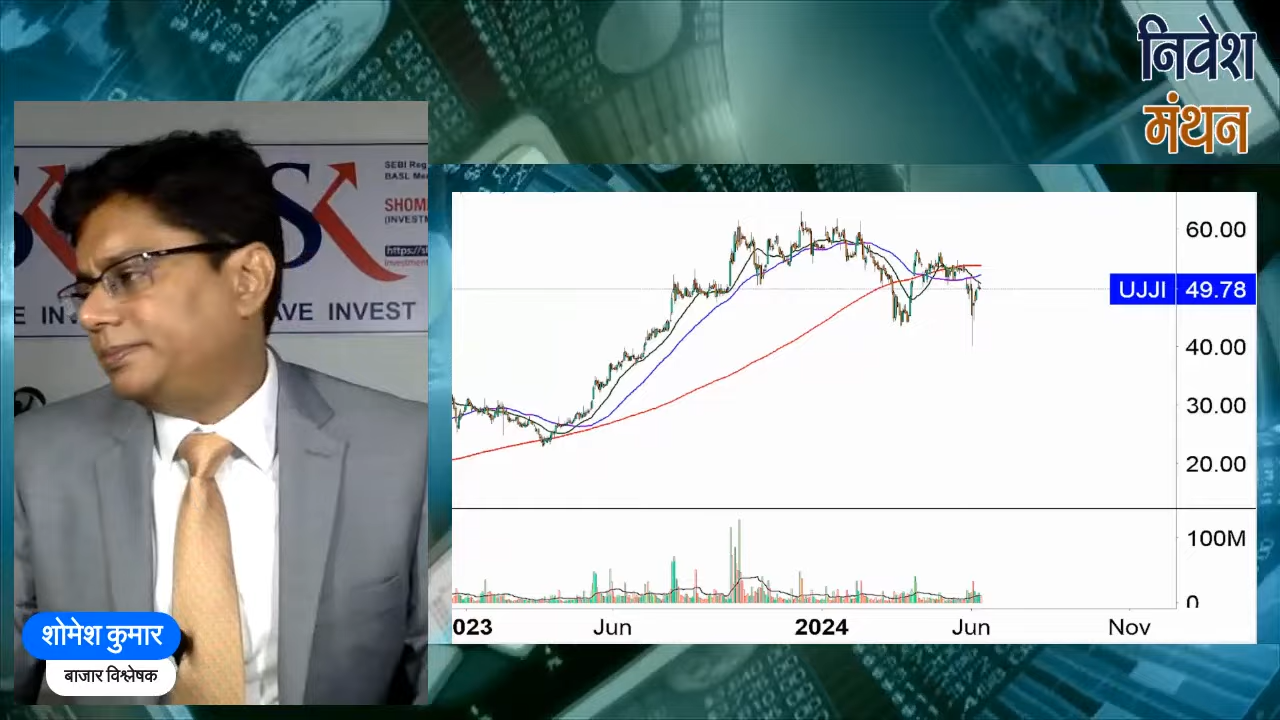 निवेश
मंथन
SEBI Reg
BASL Me
SHOM
(INVESTM
https://s
investment
E IN
AVE INVEST
शोमेश कुमार
बाजार विश्लेषक
60.00
UJJI 49.78
40.00
30.00
20.00
100M
0
023 Jun 2024 Jun Nov